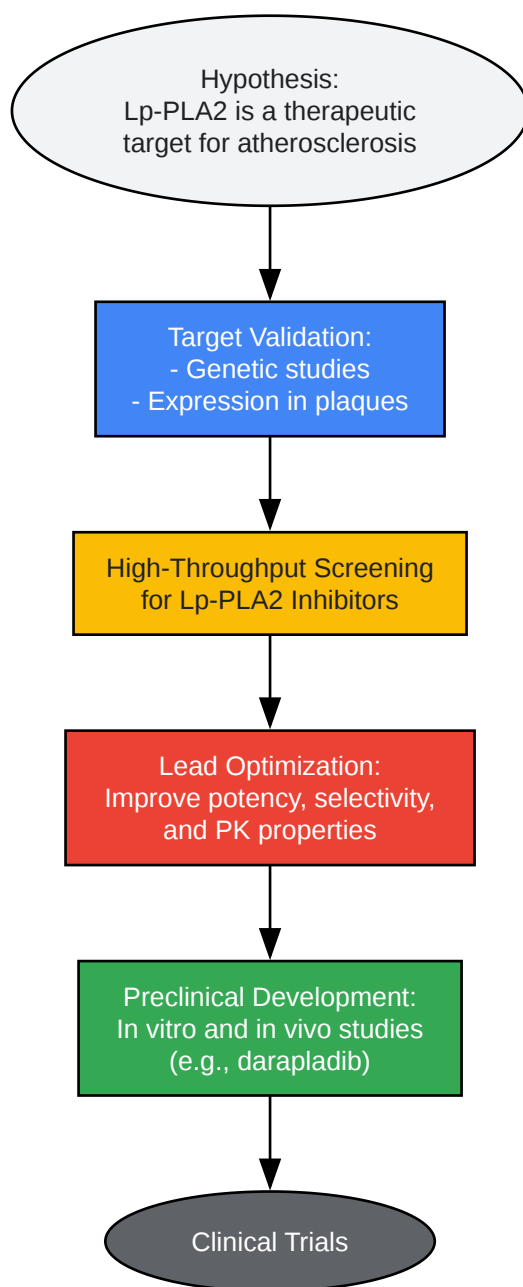 Hypothesis:
Lp-PLA2 is a therapeutic
target for atherosclerosis
Target Validation:
- Genetic studies
- Expression in plaques
High-Throughput Screening
for Lp-PLA2 Inhibitors
Lead Optimization:
Improve potency, selectivity,
and PK properties
Preclinical Development:
In vitro and in vivo studies
(e.g., darapladib)
Clinical Trials